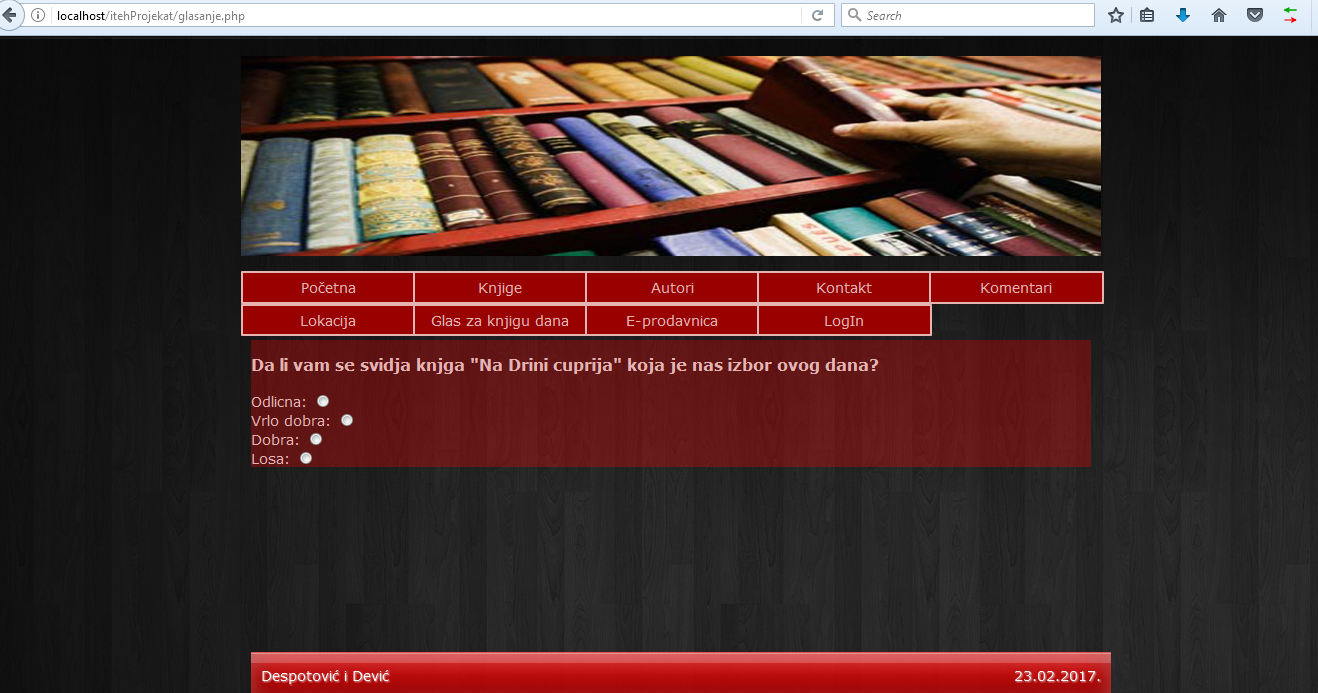 localhost/itehProjekat/glasanje.php
Search
PUES
Početna
Knjige
Autori
Kontakt
Komentari
Lokacija
Glas za knjigu dana
E-prodavnica
LogIn
Da li vam se svidja knjga "Na Drini cuprija" koja je nas izbor ovog dana?
Odlicna:
Vrlo dobra:
Dobra:
Losa:
Despotović i Dević
23.02.2017.